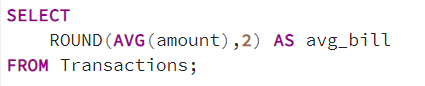 SELECT
    ROUND(AVG(amount),2) AS avg_bill
FROM Transactions;